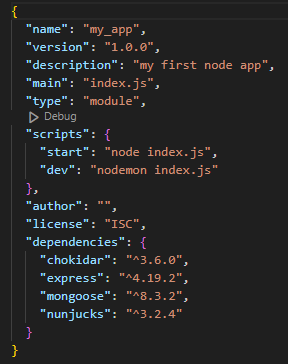 {
"name": "my_app",
"version": "1.0.0",
"description": "my first node app",
"main": "index.js",
"type": "module",
Debug
"scripts": {
"start": "node index.js",
"dev": "nodemon index.js"
},
"author": "",
"license": "ISC",
"dependencies": {
"chokidar": "^3.6.0",
"express": "^4.19.2",
"mongoose": "^8.3.2",
"nunjucks": "^3.2.4"
}
}